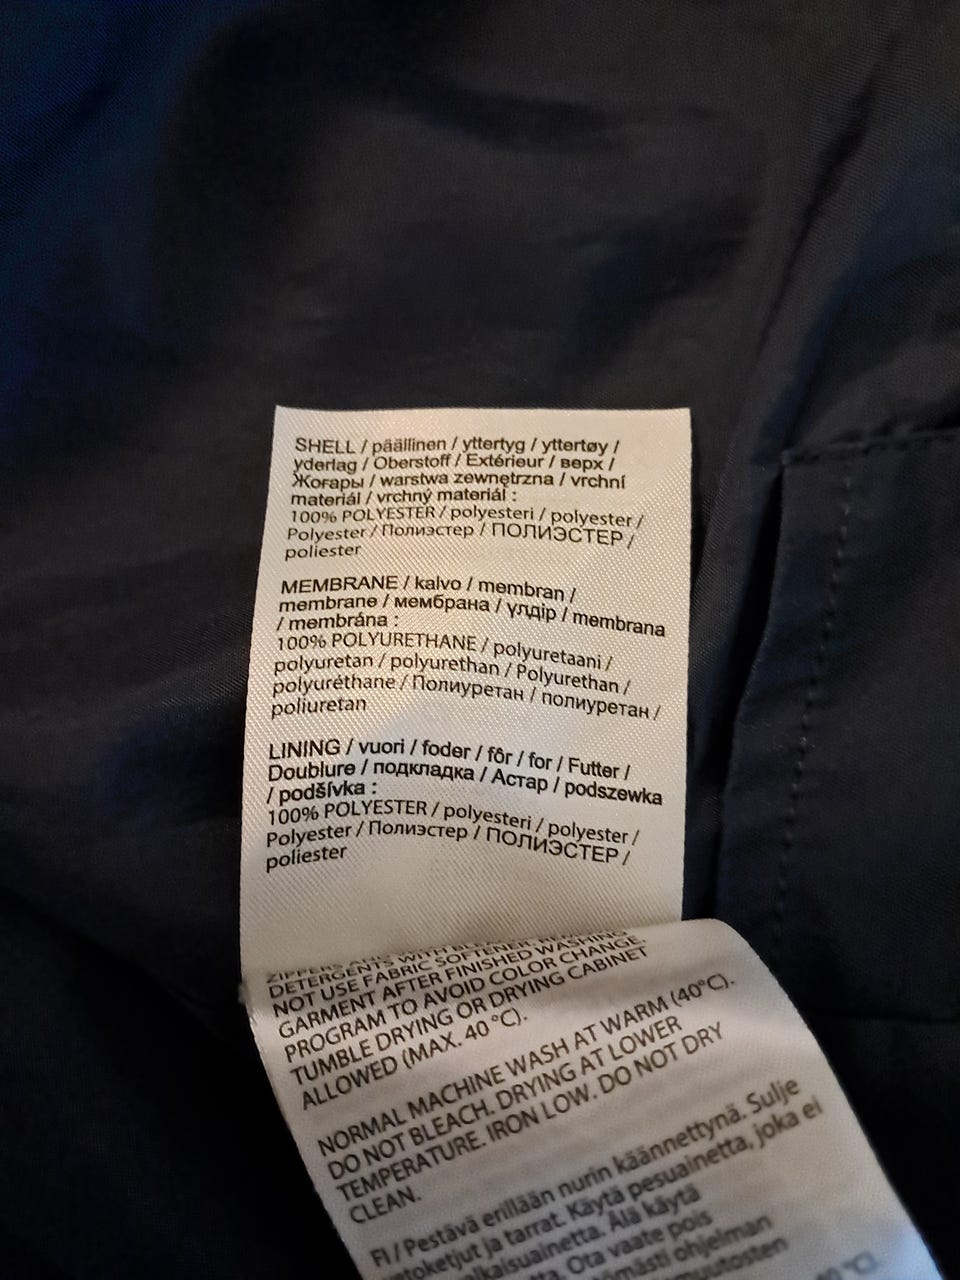 SHELL / päällinen / yttertyg / yttertøy /
yderlag / Oberstoff / Extérieur / верх /
Жоғары / warstwa zewnętrzna / vrchní
materiál / vrchný materiál :
100% POLYESTER / polyesteri / polyester /
Polyester / Полиэстер / ПОЛИЭСТЕР /
poliester
MEMBRANE / kalvo / membran /
membrane / мембрана / үлдір / membrana
/ membrána :
100% POLYURETHANE / polyuretaani /
polyuretan / polyurethan / Polyurethan /
polyuréthane / Полиуретан / полиуретан /
poliuretan
LINING / vuori / foder / fôr / for / Futter /
Doublure / подкладка / Астар / podszewka
/ podšívka :
100% POLYESTER / polyesteri / polyester /
Polyester / Полиэстер / ПОЛИЭСТЕР /
poliester
ZIPPERS WITH
DETERGENTS WITH
NOT USE FABRIC SOFTENER. REMOVE
GARMENT AFTER FINISHED WASHING
PROGRAM TO AVOID COLOR CHANGE.
TUMBLE DRYING OR DRYING CABINET
ALLOWED (MAX. 40 °C).
NORMAL MACHINE WASH AT WARM (40°C).
DO NOT BLEACH. DRYING AT LOWER
TEMPERATURE. IRON LOW. DO NOT DRY
CLEAN.
FI / Pestävä erillään nurin käännettynä. Sulje
vetoketjut ja tarrat. Käytä pesuainetta, joka ei
valkaisuainetta. Älä käytä
Ota vaate pois
ohjelman